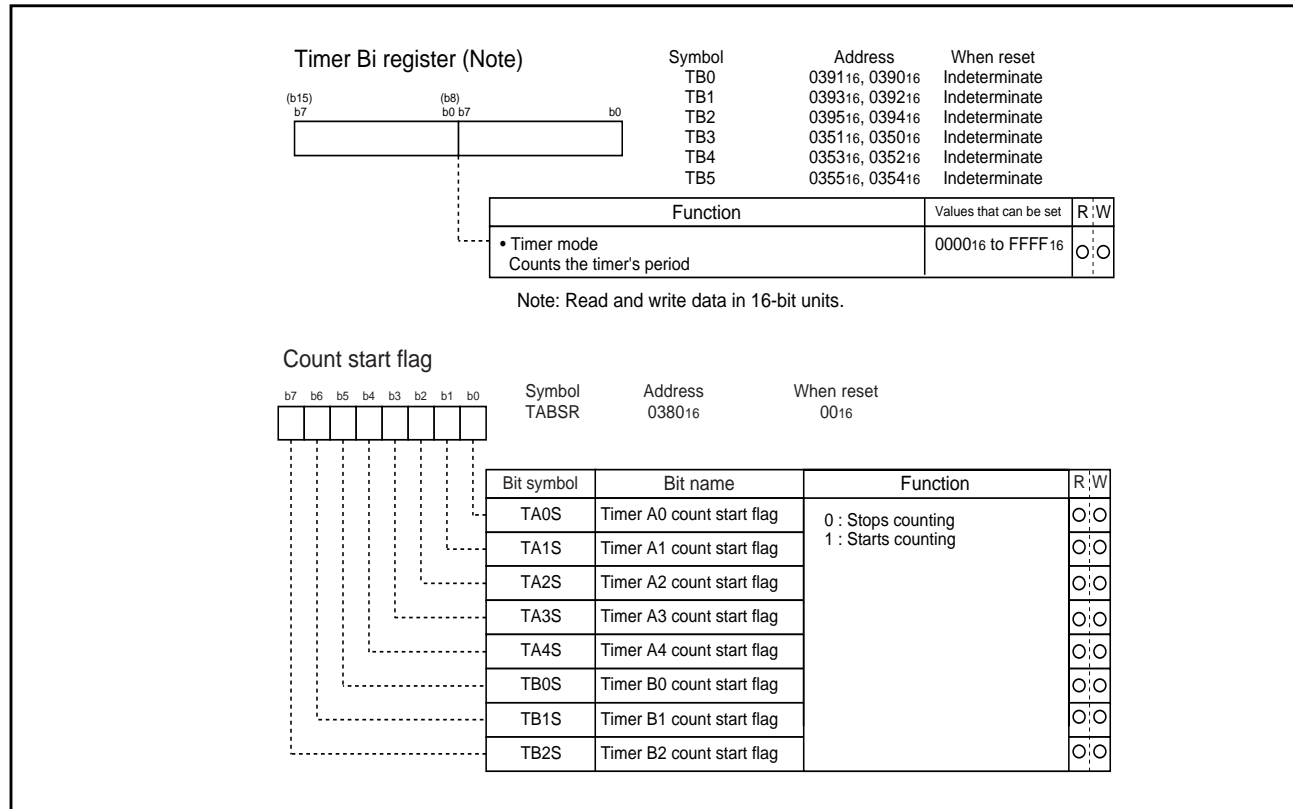 Timer Bi register (Note)
Symbol Address When reset
TB0 039116, 039016 Indeterminate
TB1 039316, 039216 Indeterminate
TB2 039516, 039416 Indeterminate
TB3 035116, 035016 Indeterminate
TB4 035316, 035216 Indeterminate
TB5 035516, 035416 Indeterminate
(b15) (b8)
b7 b0 b7 b0
Function Values that can be set R W
• Timer mode 000016 to FFFF16
Counts the timer's period
Note: Read and write data in 16-bit units.
Count start flag
b7 b6 b5 b4 b3 b2 b1 b0
Symbol Address When reset
TABSR 038016 0016
Bit symbol Bit name Function R W
TA0S Timer A0 count start flag 0 : Stops counting
1 : Starts counting
TA1S Timer A1 count start flag
TA2S Timer A2 count start flag
TA3S Timer A3 count start flag
TA4S Timer A4 count start flag
TB0S Timer B0 count start flag
TB1S Timer B1 count start flag
TB2S Timer B2 count start flag